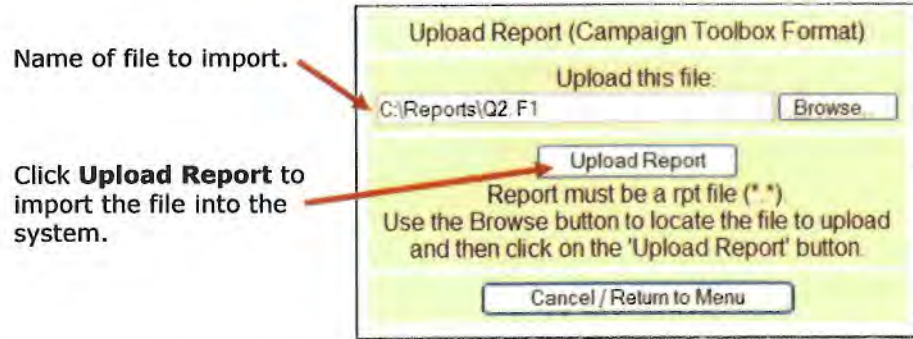 Upload Report (Campaign Toolbox Format)
Name of file to import.
Upload this file:
C:\Reports\Q2.F1
Browse...
Click Upload Report to
import the file into the
system.
Upload Report
Report must be a rpt file (*.*)
Use the Browse button to locate the file to upload
and then click on the 'Upload Report' button.
Cancel / Return to Menu